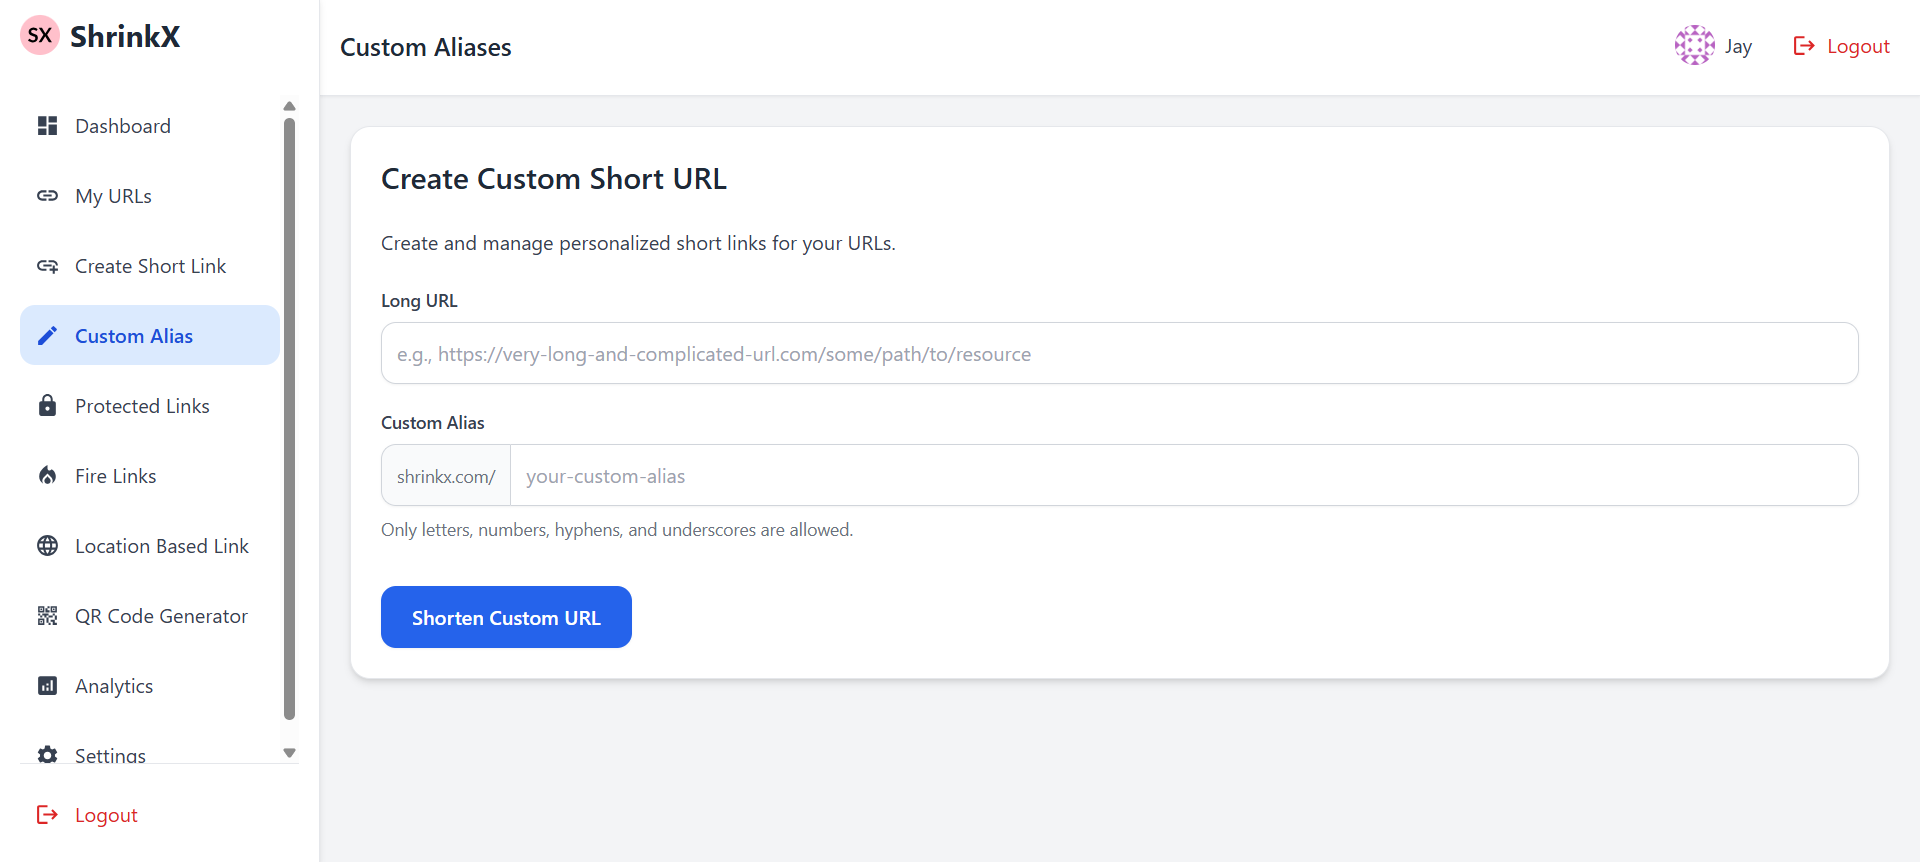 SX ShrinkX
Dashboard
My URLs
Create Short Link
Custom Alias
Protected Links
Fire Links
Location Based Link
QR Code Generator
Analytics
Settings
Logout
Custom Aliases
Jay
Logout
Create Custom Short URL
Create and manage personalized short links for your URLs.
Long URL
e.g., https://very-long-and-complicated-url.com/some/path/to/resource
Custom Alias
shrinkx.com/ your-custom-alias
Only letters, numbers, hyphens, and underscores are allowed.
Shorten Custom URL